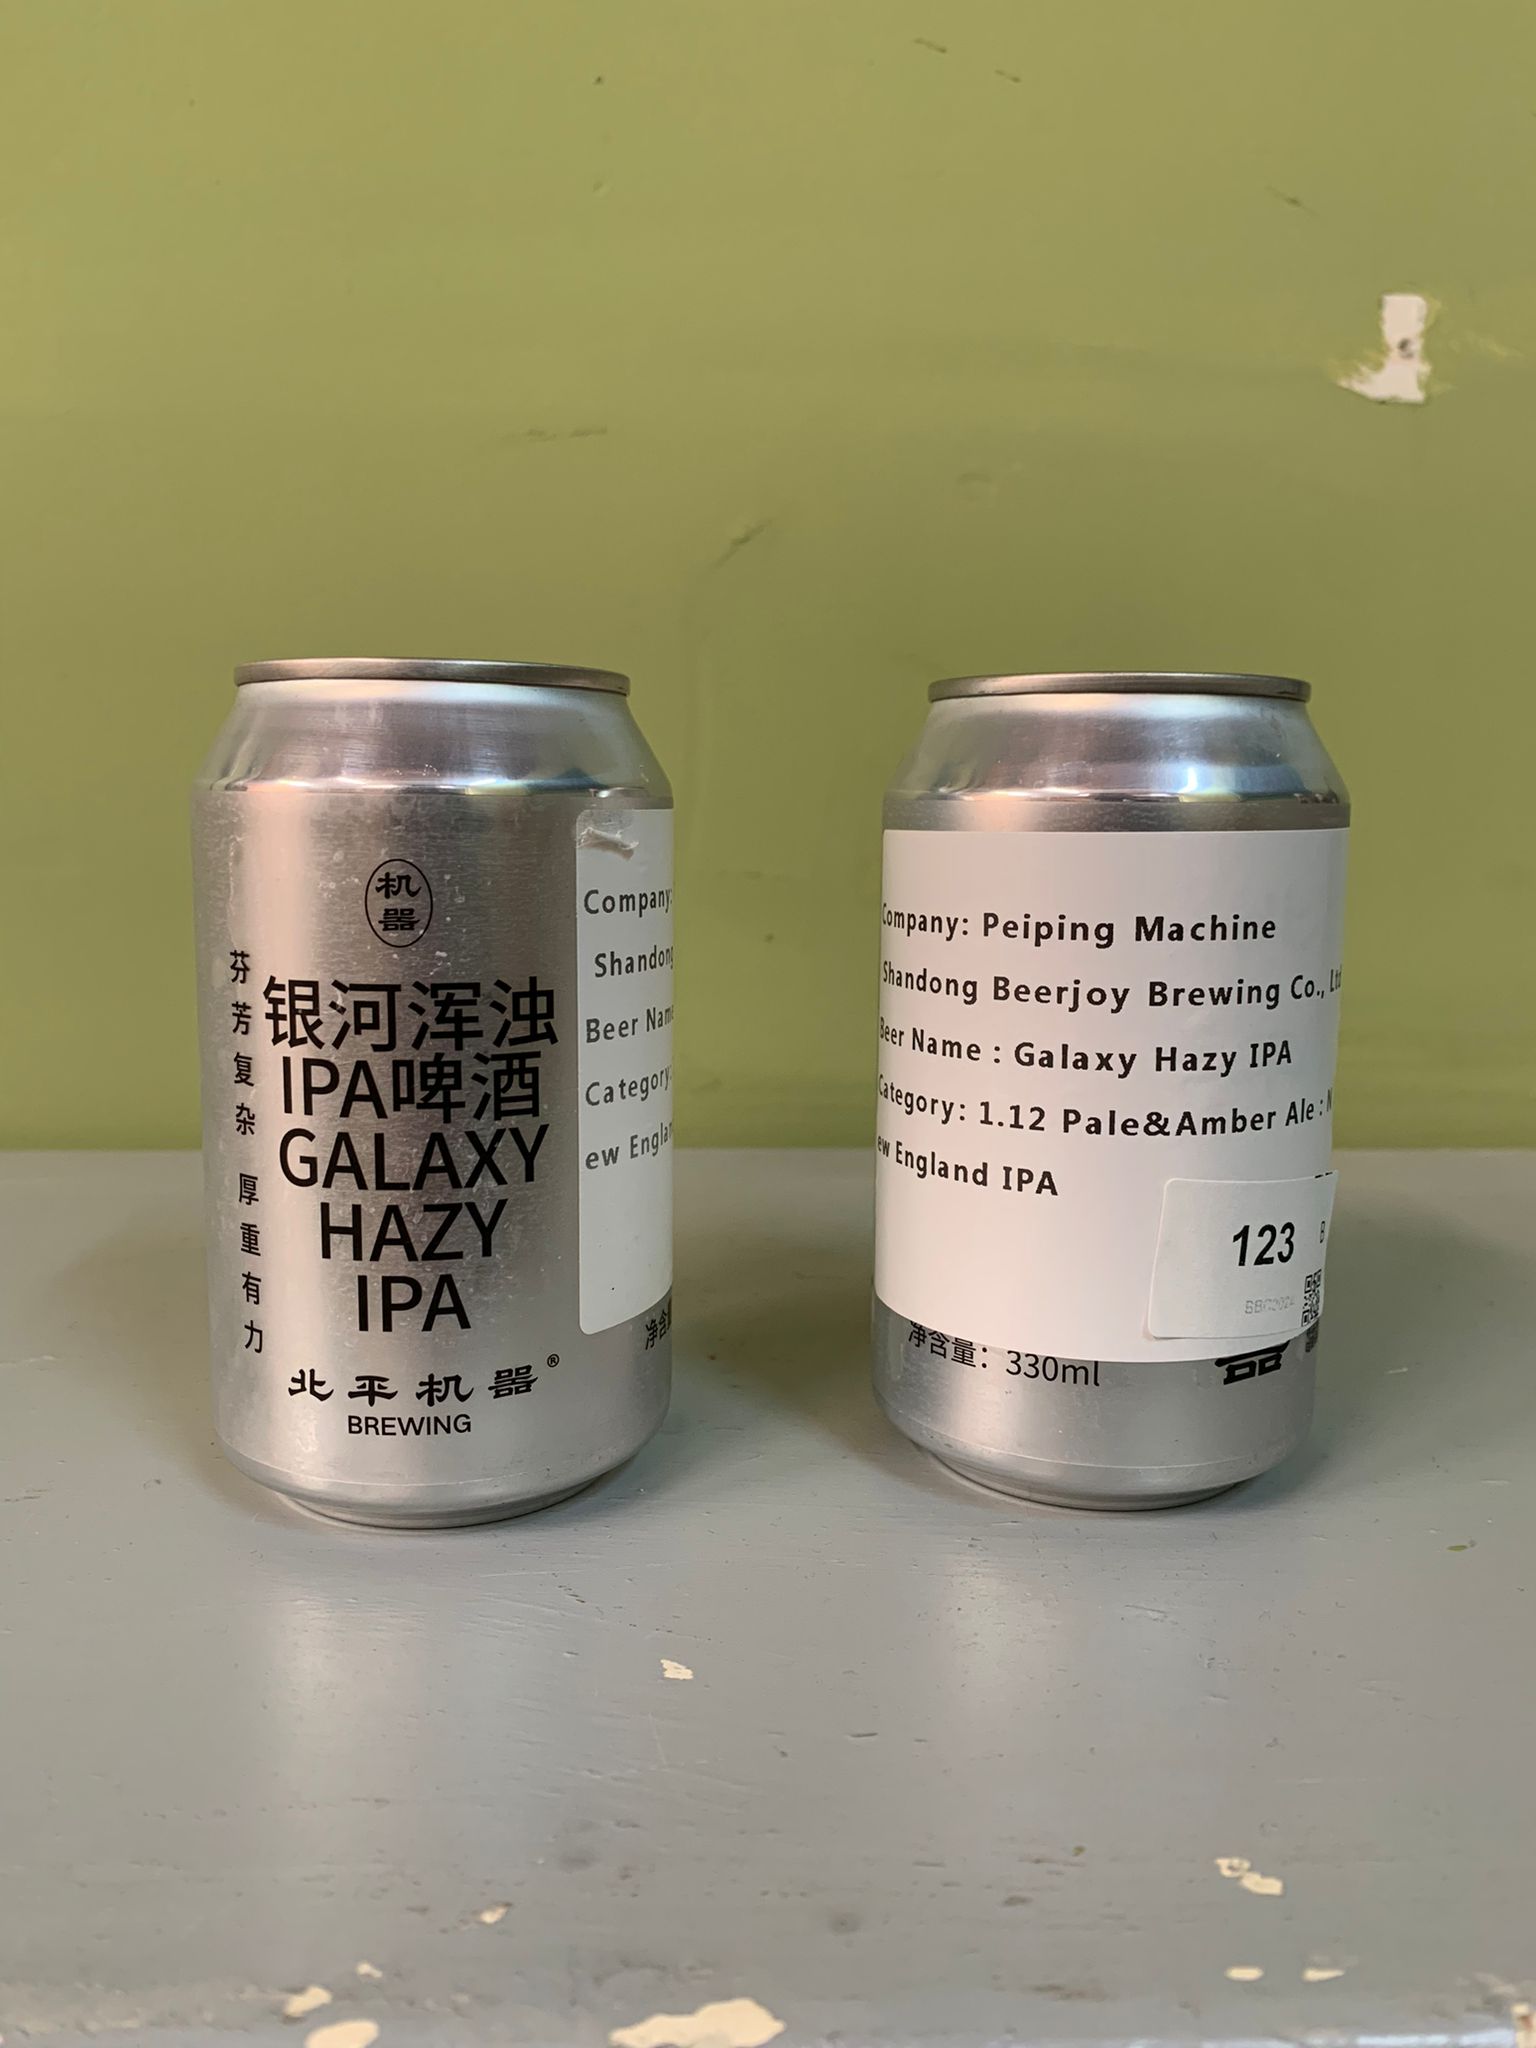 机
器
芬芳复杂 厚重有力
银河浑浊
IPA啤酒
GALAXY
HAZY
IPA
北平机器®
BREWING
Company:
Shandong
Beer Name
Category:
ew England
净含量
Company: Peiping Machine
Shandong Beerjoy Brewing Co., Ltd
Beer Name : Galaxy Hazy IPA
Category: 1.12 Pale&Amber Ale : N
ew England IPA
123
B
净含量：330ml
器